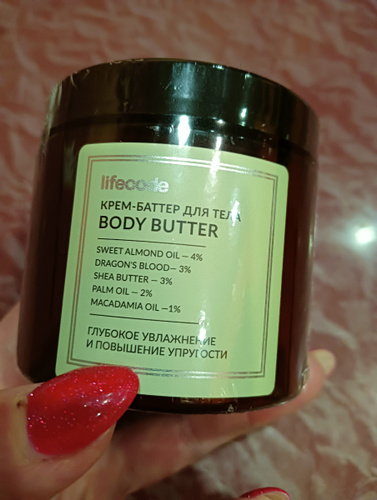 lifecode
КРЕМ-БАТТЕР ДЛЯ ТЕЛА
BODY BUTTER
SWEET ALMOND OIL — 4%
DRAGON'S BLOOD — 3%
SHEA BUTTER — 3%
PALM OIL — 2%
MACADAMIA OIL —1%
ГЛУБОКОЕ УВЛАЖНЕНИЕ
И ПОВЫШЕНИЕ УПРУГОСТИ